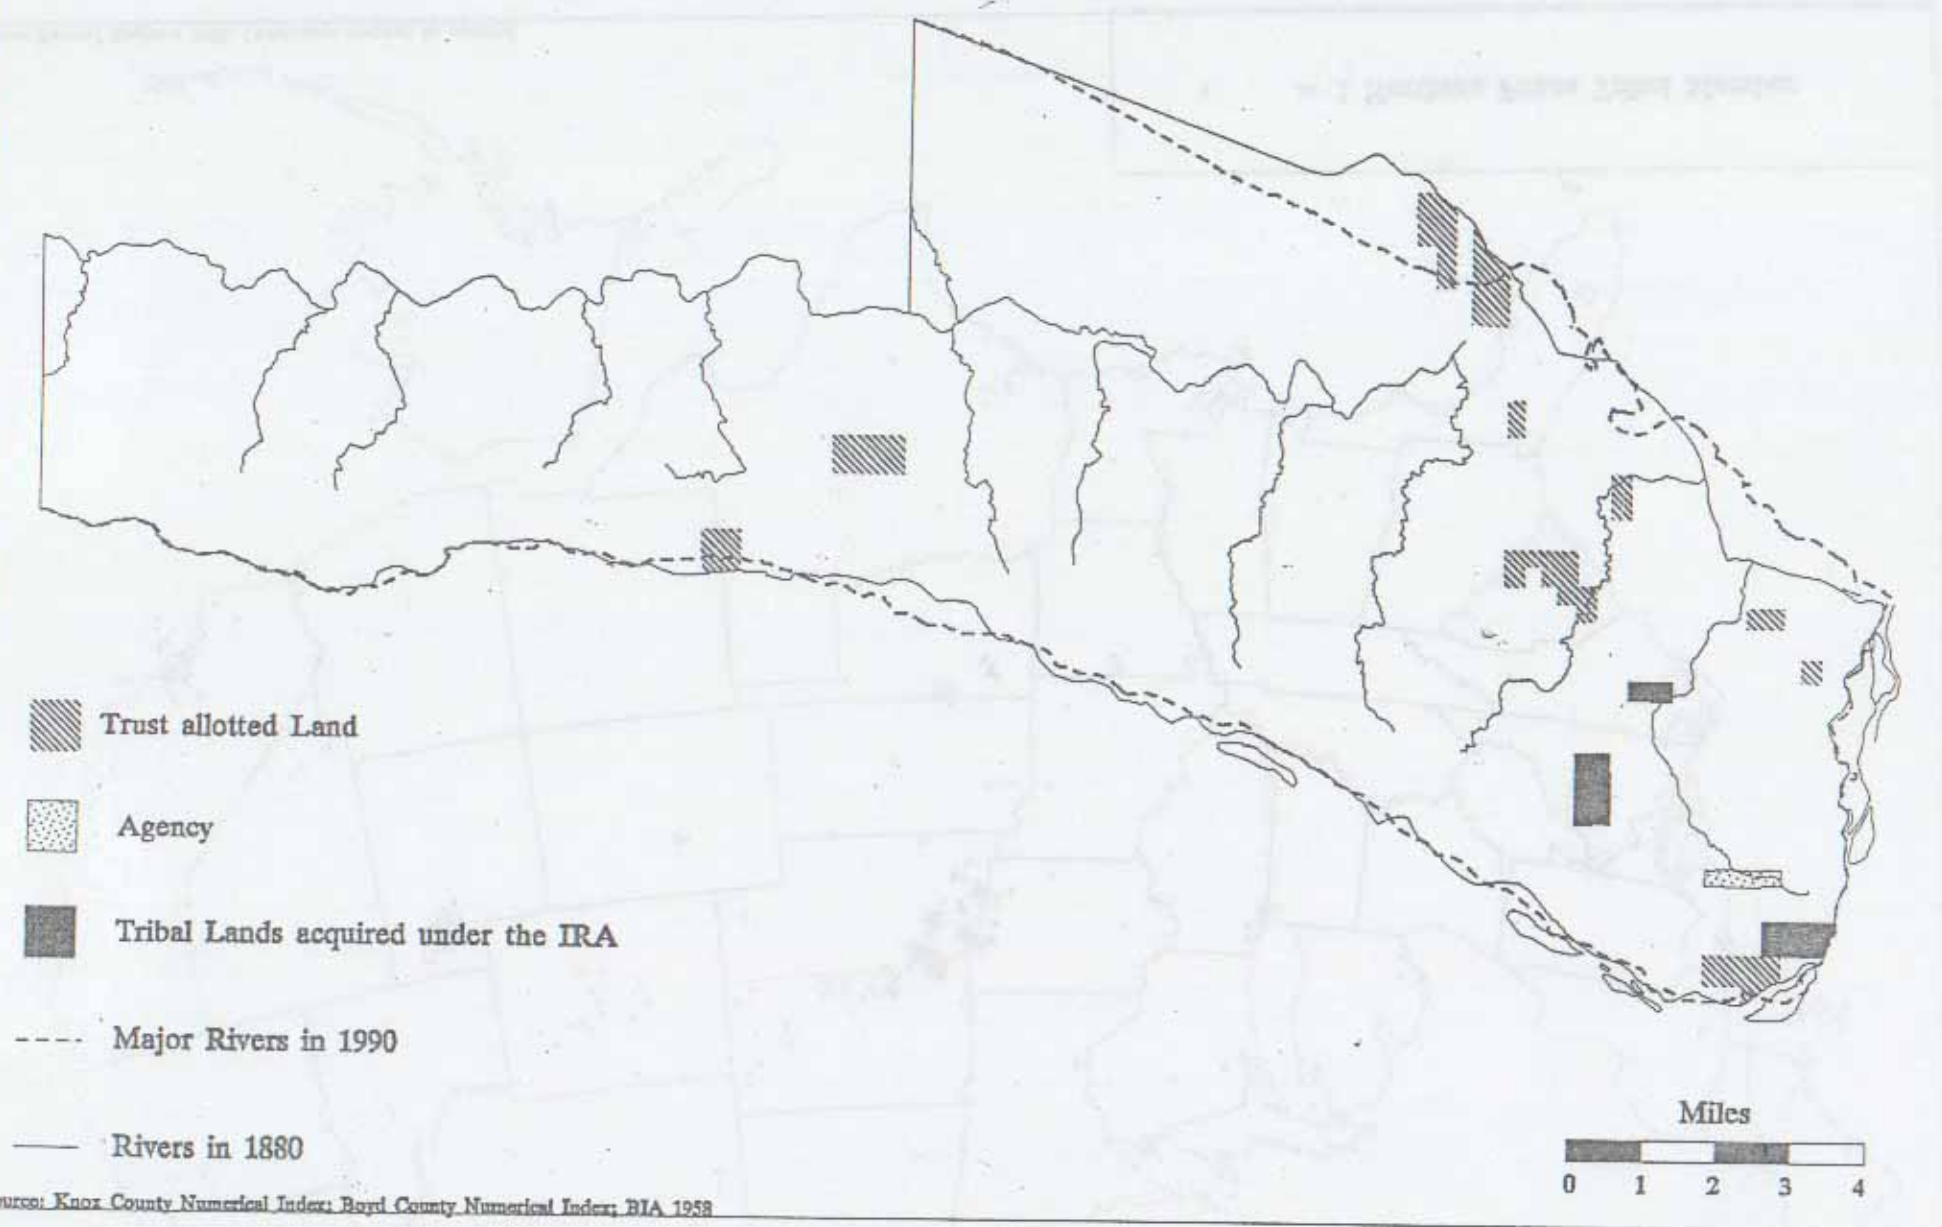 Trust allotted Land
Agency
Tribal Lands acquired under the IRA
Major Rivers in 1990
Rivers in 1880
Miles
0 1 2 3 4
Knox County Numerical Index; Boyd County Numerical Index; BIA 1958